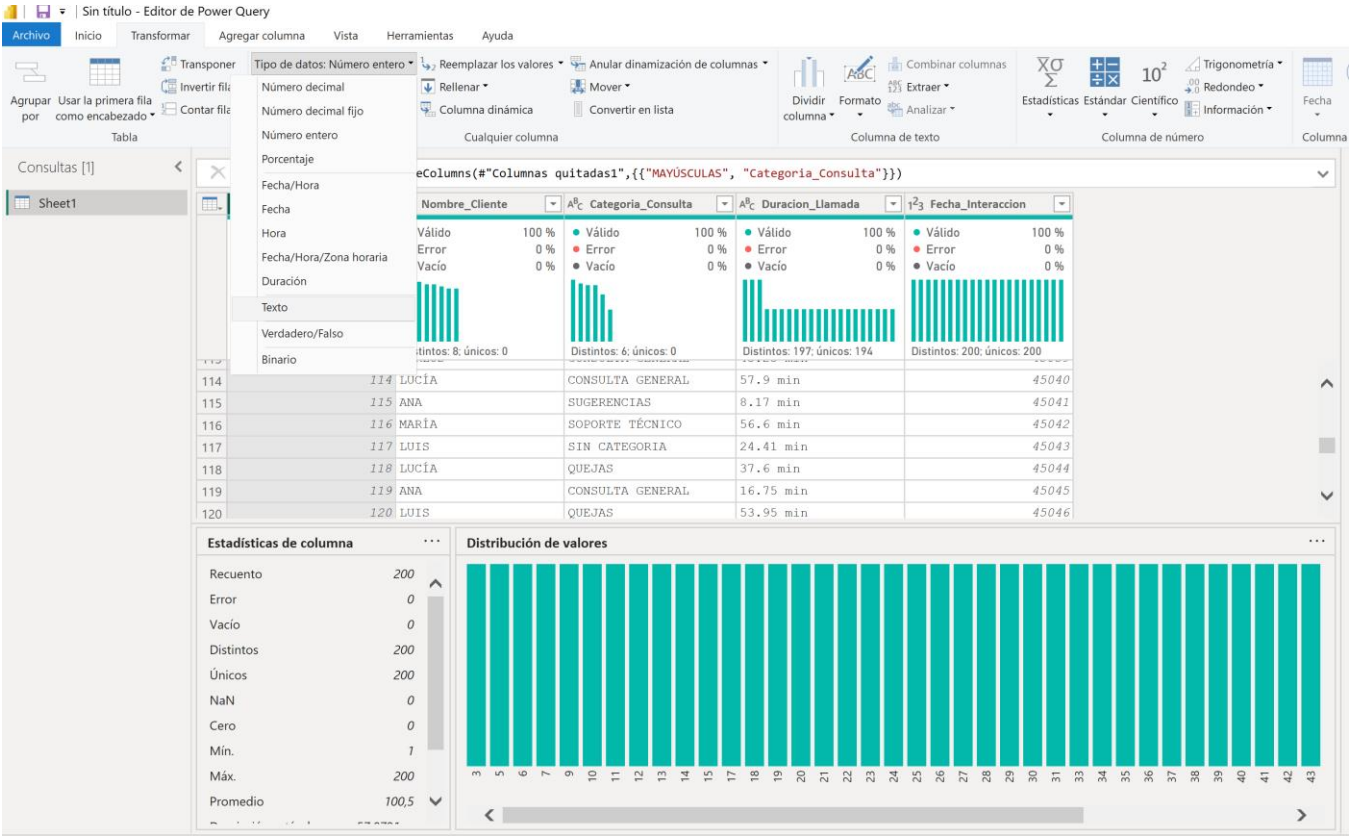 Sin título - Editor de Power Query
Archivo Inicio Transformar Agregar columna Vista Herramientas Ayuda
Transponer Tipo de datos: Número entero Reemplazar los valores Anular dinamización de columnas Combinar columnas Trigonometría
Invertir fila Rellenar Mover Extraer Redondeo
Agrupar por Usar la primera fila como encabezado Contar fila Columna dinámica Convertir en lista Dividir columna Formato Analizar Estadísticas Estándar Científico Información Fecha
Tabla Cualquier columna Columna de texto Columna de número Columna
Número decimal
Número decimal fijo
Número entero
Porcentaje
Fecha/Hora
Fecha
Hora
Fecha/Hora/Zona horaria
Duración
Texto
Verdadero/Falso
Binario
Consultas [1]
Sheet1
eColumns(#"Columnas quitadas1",{{"MAYÚSCULAS", "Categoria_Consulta"}})
Nombre_Cliente ABC Categoria_Consulta ABC Duracion_Llamada 123 Fecha_Interaccion
Válido 100 % Válido 100 % Válido 100 % Válido 100 %
Error 0 % Error 0 % Error 0 % Error 0 %
Vacío 0 % Vacío 0 % Vacío 0 % Vacío 0 %
stintos: 8; únicos: 0 Distintos: 6; únicos: 0 Distintos: 197; únicos: 194 Distintos: 200; únicos: 200
114 114 LUCÍA CONSULTA GENERAL 57.9 min 45040
115 115 ANA SUGERENCIAS 8.17 min 45041
116 116 MARÍA SOPORTE TÉCNICO 56.6 min 45042
117 117 LUIS SIN CATEGORIA 24.41 min 45043
118 118 LUCÍA QUEJAS 37.6 min 45044
119 119 ANA CONSULTA GENERAL 16.75 min 45045
120 120 LUIS QUEJAS 53.95 min 45046
Estadísticas de columna
Recuento 200
Error 0
Vacío 0
Distintos 200
Únicos 200
NaN 0
Cero 0
Mín. 1
Máx. 200
Promedio 100,5
Distribución de valores
3 5 6 7 9 10 11 12 13 14 15 17 18 19 20 21 22 23 24 25 26 27 28 29 30 31 33 34 35 36 37 38 39 40 41 42 43